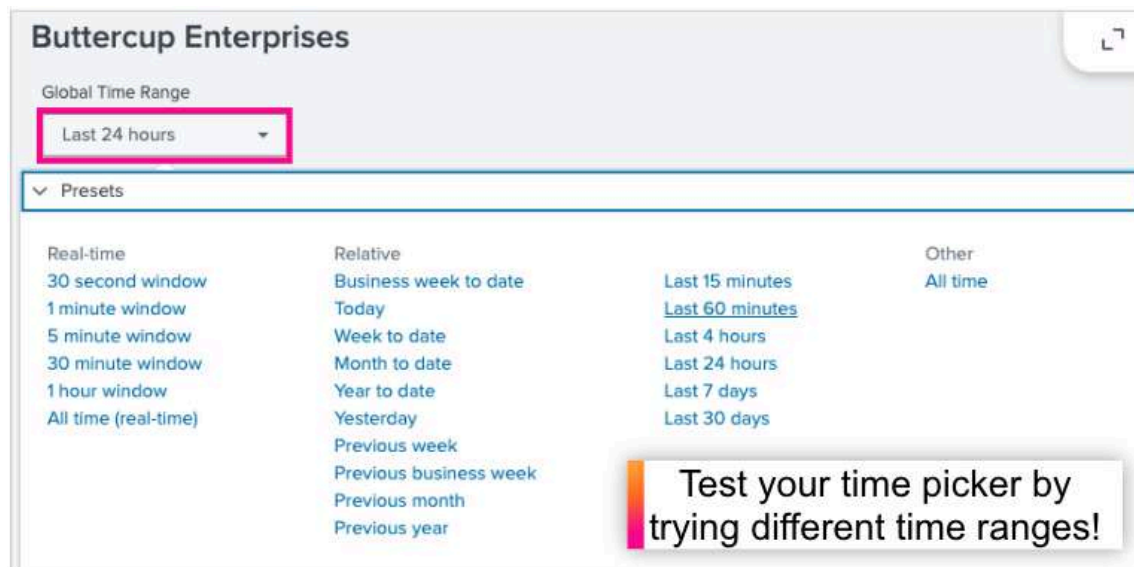 Buttercup Enterprises
Global Time Range
Last 24 hours
Presets
Real-time
30 second window
1 minute window
5 minute window
30 minute window
1 hour window
All time (real-time)
Relative
Business week to date
Today
Week to date
Month to date
Year to date
Yesterday
Previous week
Previous business week
Previous month
Previous year
Last 15 minutes
Last 60 minutes
Last 4 hours
Last 24 hours
Last 7 days
Last 30 days
Other
All time
Test your time picker by
trying different time ranges!